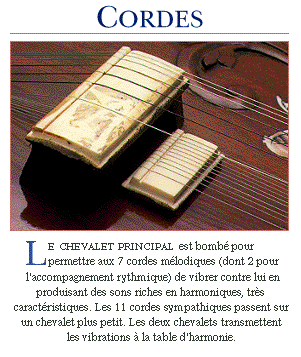 CORDES
LE CHEVALET PRINCIPAL est bombé pour
permettre aux 7 cordes mélodiques (dont 2 pour
l'accompagnement rythmique) de vibrer contre lui en
produisant des sons riches en harmoniques, très
caractéristiques. Les 11 cordes sympathiques passent sur
un chevalet plus petit. Les deux chevalets transmettent
les vibrations à la table d'harmonie.